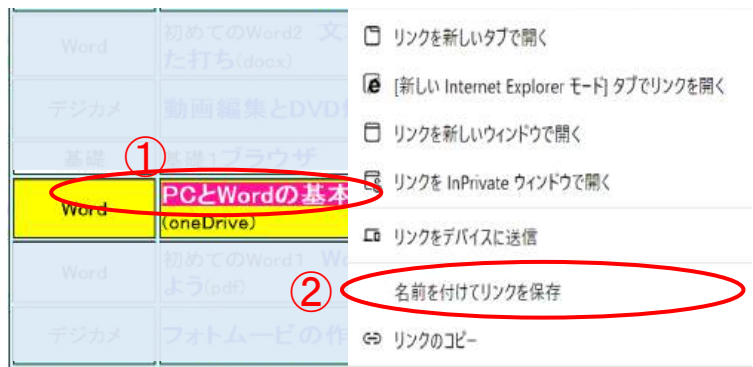 Word
初めてのWord2 文
た打ち(docx)
デジカメ
動画編集とDVD
基礎
基礎1ブラウザ
①
Word
PCとWordの基本
(oneDrive)
Word
初めてのWord1 Wo
よう(pdf)
デジカメ
フォトムービの作
リンクを新しいタブで開く
[新しい Internet Explorer モード] タブでリンクを開く
リンクを新しいウィンドウで開く
リンクを InPrivate ウィンドウで開く
リンクをデバイスに送信
②
名前を付けてリンクを保存
リンクのコピー